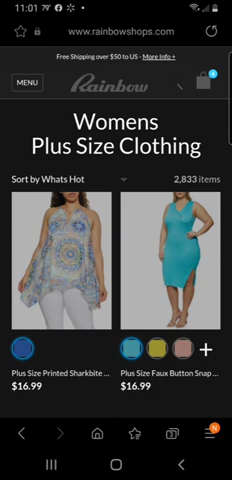 11:01 79°
www.rainbowshops.com
Free Shipping over $50 to US - More Info +
MENU
Rainbow
4
Womens
Plus Size Clothing
Sort by Whats Hot
2,833 items
Plus Size Printed Sharkbite ...
$16.99
Plus Size Faux Button Snap ...
$16.99
3
N